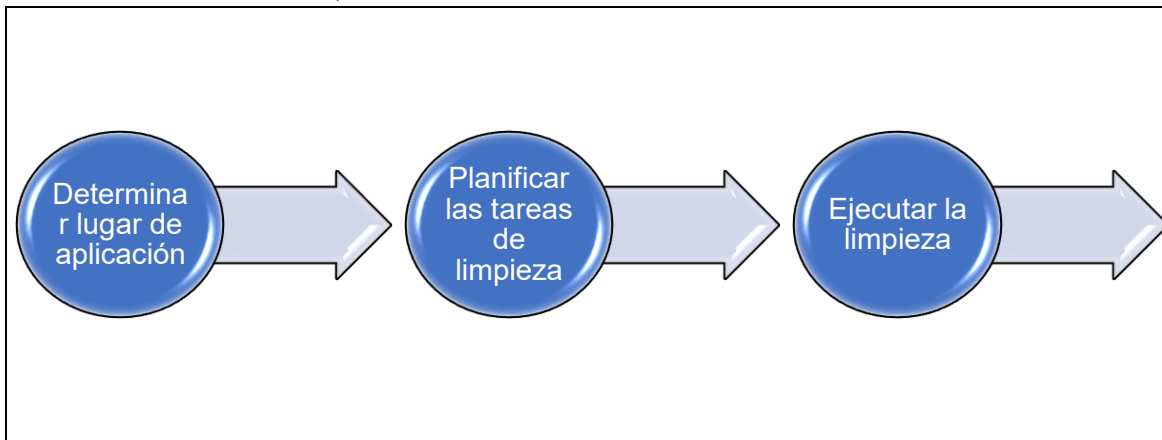 Determina
r lugar de
aplicación
Planificar
las tareas
de
limpieza
Ejecutar la
limpieza